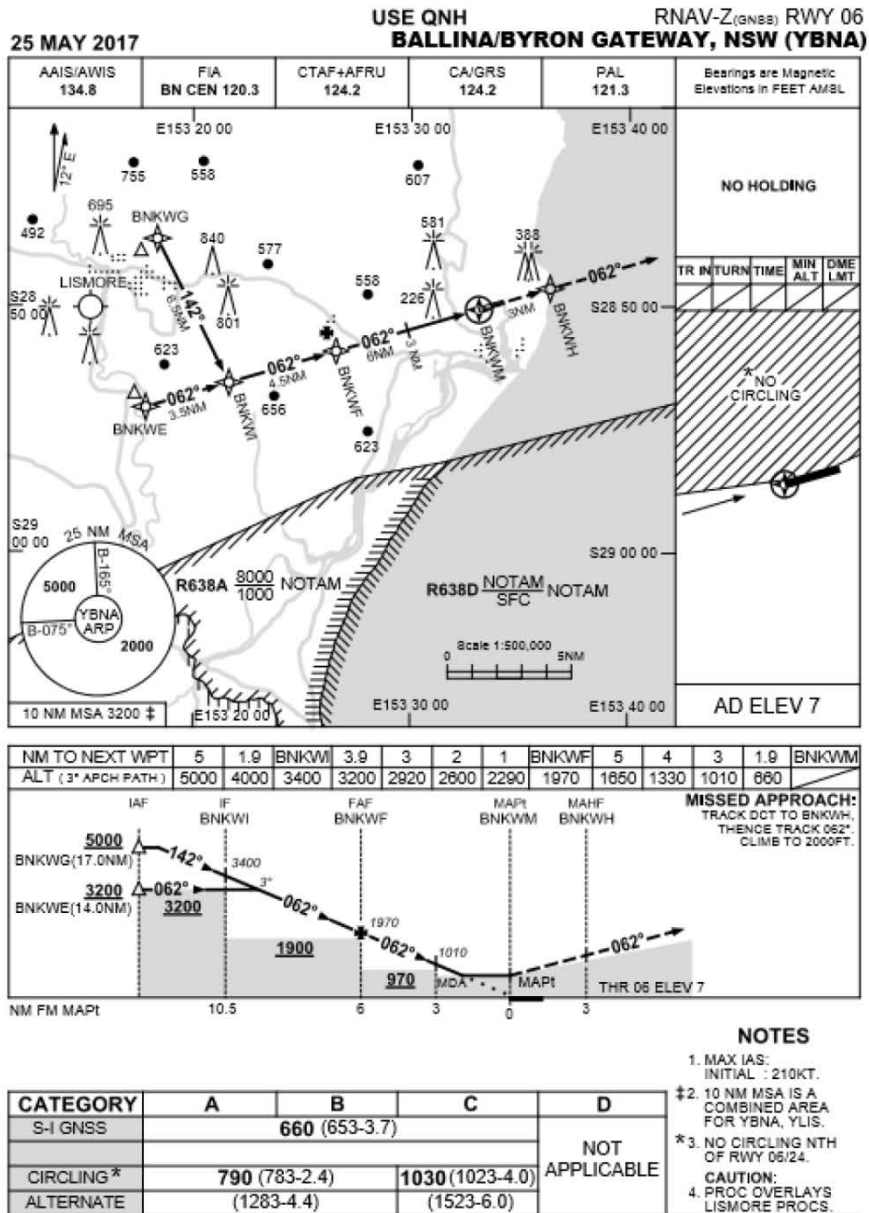 USE QNH
RNAV-Z(GNSS) RWY 06
25 MAY 2017
BALLINA/BYRON GATEWAY, NSW (YBNA)
AAIS/AWIS
134.8
FIA
BN CEN 120.3
CTAF+AFRU
124.2
CA/GRS
124.2
PAL
121.3
Bearings are Magnetic
Elevations in FEET AMSL
E153 20 00
E153 30 00
E153 40 00
12° E
755
558
607
492
695
BNKWG
840
577
581
388
LISMORE
142°
6.5NM
801
558
226
062°
S28
50 00
S28 50 00
623
062°
3.5NM
062°
4.5NM
062°
6NM
3 NM
3NM
BNKWE
BNKWI
BNKWF
BNKWM
BNKWH
656
623
NO HOLDING
TR IN TURN TIME MIN ALT DME LMT
*NO
CIRCLING
S29
00 00
S29 00 00
25 NM MSA
B-165°
5000
YBNA
ARP
B-075°
2000
R638A 8000
1000 NOTAM
R638D NOTAM
SFC NOTAM
Scale 1:500,000
0 5NM
10 NM MSA 3200 ‡
E153 20 00
E153 30 00
E153 40 00
AD ELEV 7
NM TO NEXT WPT 5 1.9 BNKWI 3.9 3 2 1 BNKWF 5 4 3 1.9 BNKWM
ALT ( 3° APCH PATH ) 5000 4000 3400 3200 2920 2600 2290 1970 1650 1330 1010 660
IAF
IF
BNKWI
FAF
BNKWF
MAPt
BNKWM
MAHF
BNKWH
MISSED APPROACH:
TRACK DCT TO BNKWH,
THENCE TRACK 062°.
CLIMB TO 2000FT.
5000
BNKWG(17.0NM)
142°
3400
3°
3200
BNKWE(14.0NM)
062°
3200
062°
1970
1900
062°
1010
970
MDA
MAPt
062°
THR 06 ELEV 7
NM FM MAPt 10.5 6 3 0 3
CATEGORY A B C D
S-I GNSS 660 (653-3.7)
NOT
APPLICABLE
CIRCLING* 790 (783-2.4) 1030 (1023-4.0)
ALTERNATE (1283-4.4) (1523-6.0)
NOTES
1. MAX IAS:
INITIAL : 210KT.
‡2. 10 NM MSA IS A
COMBINED AREA
FOR YBNA, YLIS.
*3. NO CIRCLING NTH
OF RWY 06/24.
CAUTION:
4. PROC OVERLAYS
LISMORE PROCS.